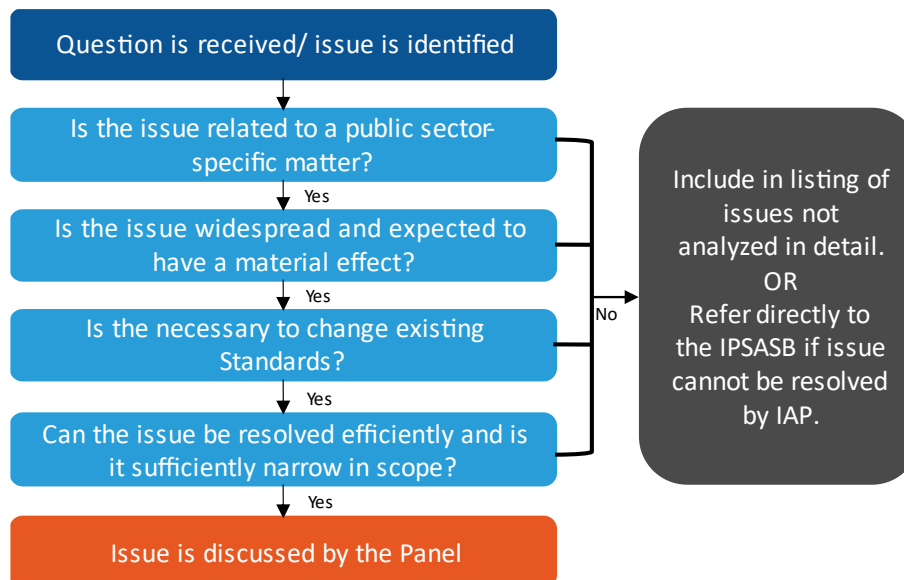 Question is received/ issue is identified
Is the issue related to a public sector-
specific matter?
Yes
Is the issue widespread and expected to
have a material effect?
Yes
Is the necessary to change existing
Standards?
Yes
Can the issue be resolved efficiently and is
it sufficiently narrow in scope?
Yes
Issue is discussed by the Panel
No
Include in listing of
issues not
analyzed in detail.
OR
Refer directly to
the IPSASB if issue
cannot be resolved
by IAP.